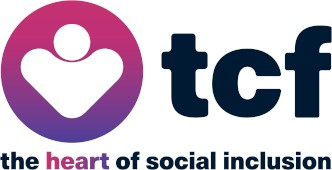 tcf
the heart of social inclusion